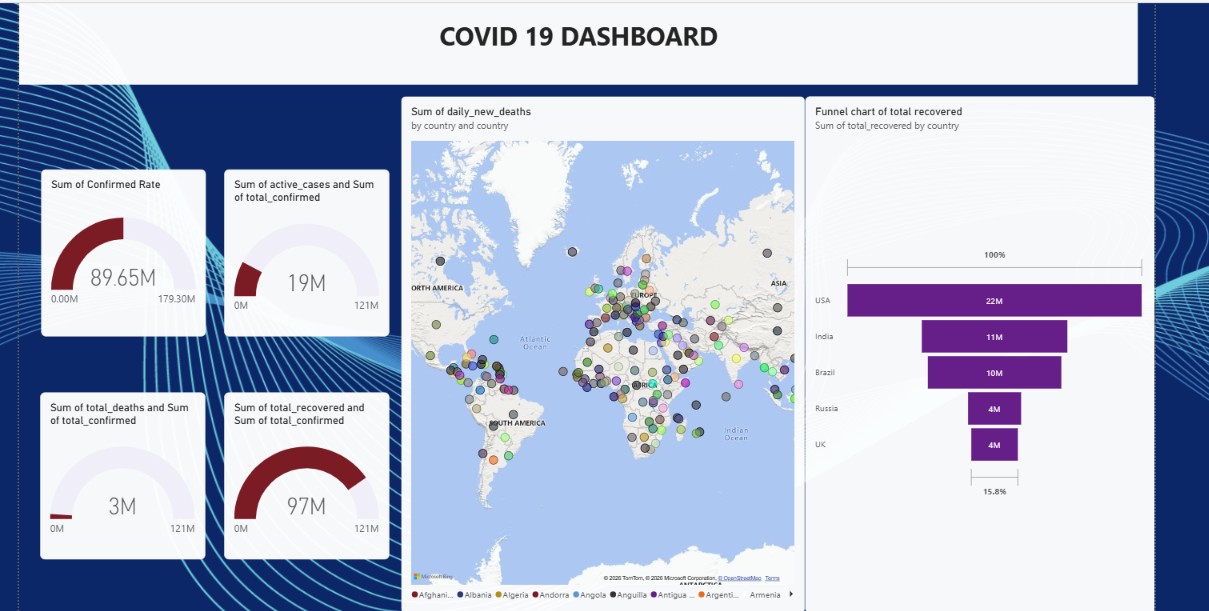 COVID 19 DASHBOARD
Sum of Confirmed Rate
89.65M
0.00M
179.30M
Sum of active_cases and Sum
of total_confirmed
19M
0M
121M
Sum of total_deaths and Sum
of total_confirmed
3M
0M
121M
Sum of total_recovered and
Sum of total_confirmed
97M
0M
121M
Sum of daily_new_deaths
by country and country
ORTH AMERICA
EUROPE
ASIA
Atlantic
Ocean
AFRICA
SOUTH AMERICA
Indian
Ocean
ANTARCTICA
Microsoft Bing
© 2026 TomTom, © 2026 Microsoft Corporation, © OpenStreetMap Terms
Afghani... Albania Algeria Andorra Angola Anguilla Antigua ... Argenti... Armenia
Funnel chart of total recovered
Sum of total_recovered by country
100%
USA 22M
India 11M
Brazil 10M
Russia 4M
UK 4M
15.8%